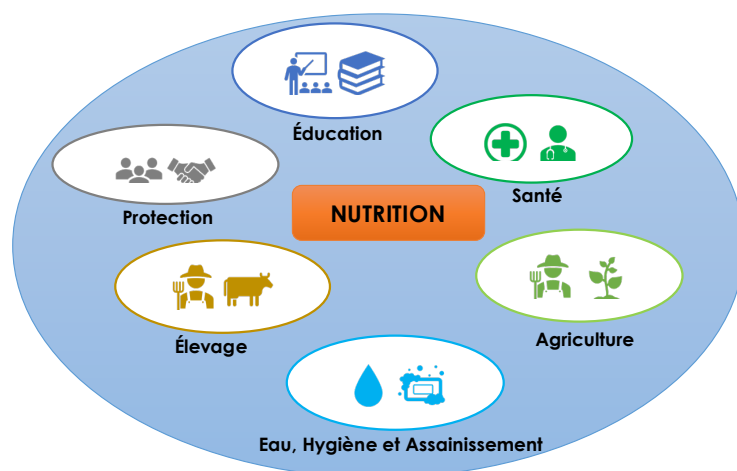 Éducation
Santé
Protection
NUTRITION
Élevage
Agriculture
Eau, Hygiène et Assainissement